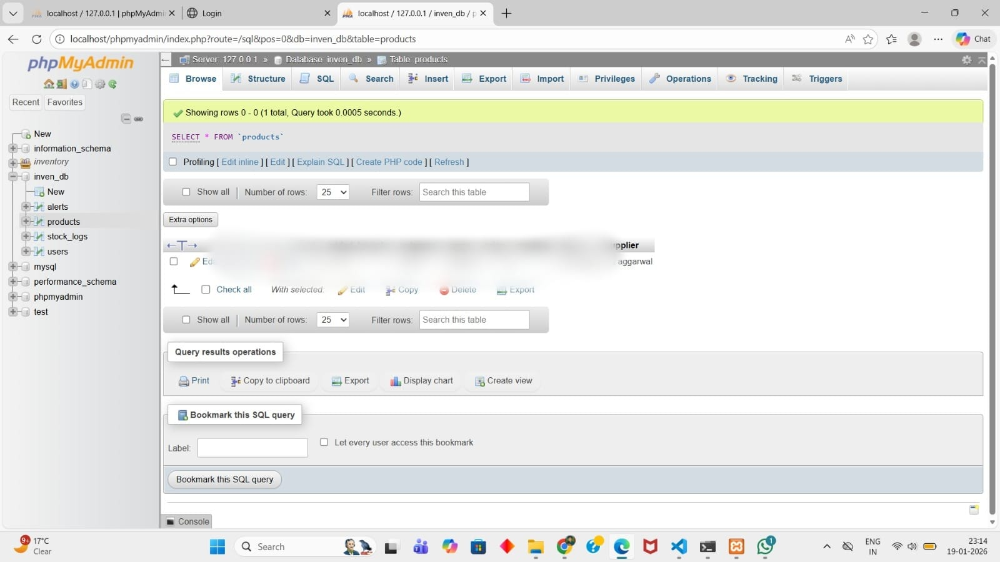 localhost / 127.0.0.1 | phpMyAdmi
Login
localhost / 127.0.0.1 / inven_db / p
localhost/phpmyadmin/index.php?route=/sql&pos=0&db=inven_db&table=products
Chat
phpMyAdmin
Recent
Favorites
New
information_schema
inventory
inven_db
New
alerts
products
stock_logs
users
mysql
performance_schema
phpmyadmin
test
Server: 127.0.0.1 » Database: inven_db » Table: products
Browse Structure SQL Search Insert Export Import Privileges Operations Tracking Triggers
Showing rows 0 - 0 (1 total, Query took 0.0005 seconds.)
SELECT * FROM `products`
Profiling [ Edit inline ] [ Edit ] [ Explain SQL ] [ Create PHP code ] [ Refresh ]
Show all Number of rows: 25 Filter rows: Search this table
Extra options
←T→ pplier
Ed aggarwal
Check all With selected: Edit Copy Delete Export
Show all Number of rows: 25 Filter rows: Search this table
Query results operations
Print Copy to clipboard Export Display chart Create view
Bookmark this SQL query
Label: Let every user access this bookmark
Bookmark this SQL query
Console
9+ 17°C
Clear
Search
1
ENG
IN
23:14
19-01-2026